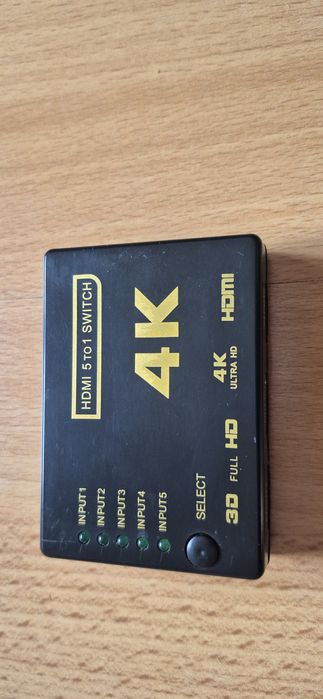 HDMI 5 TO 1 SWITCH
4K
INPUT1
INPUT2
INPUT3
INPUT4
INPUT5
SELECT
3D FULL HD 4K ULTRA HD HDMI